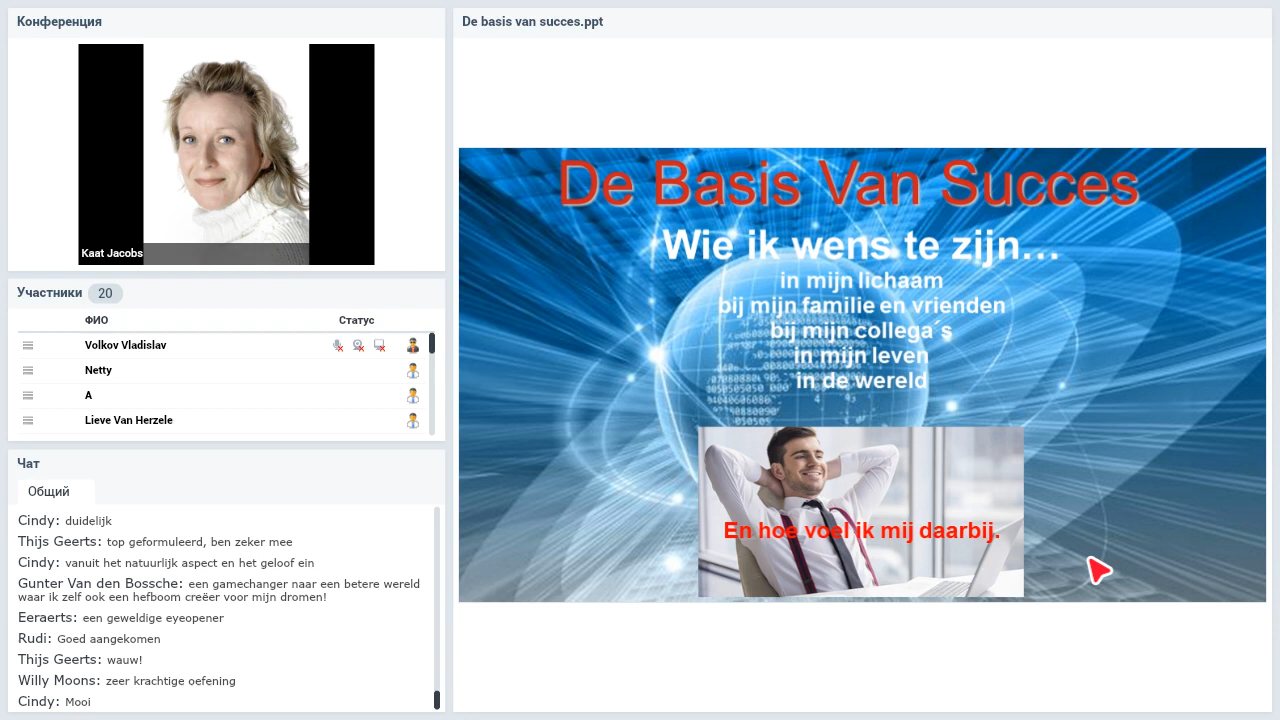 Конференция
Kaat Jacobs
Участники 20
ФИО Статус
Volkov Vladislav
Netty
A
Lieve Van Herzele
Чат
Общий
Cindy: duidelijk
Thijs Geerts: top geformuleerd, ben zeker mee
Cindy: vanuit het natuurlijk aspect en het geloof ein
Gunter Van den Bossche: een gamechanger naar een betere wereld
waar ik zelf ook een hefboom creëer voor mijn dromen!
Eeraerts: een geweldige eyeopener
Rudi: Goed aangekomen
Thijs Geerts: wauw!
Willy Moons: zeer krachtige oefening
Cindy: Mooi
De basis van succes.ppt
De Basis Van Succes
Wie ik wens te zijn...
in mijn lichaam
bij mijn familie en vrienden
bij mijn collega´s
in mijn leven
in de wereld
En hoe voel ik mij daarbij.